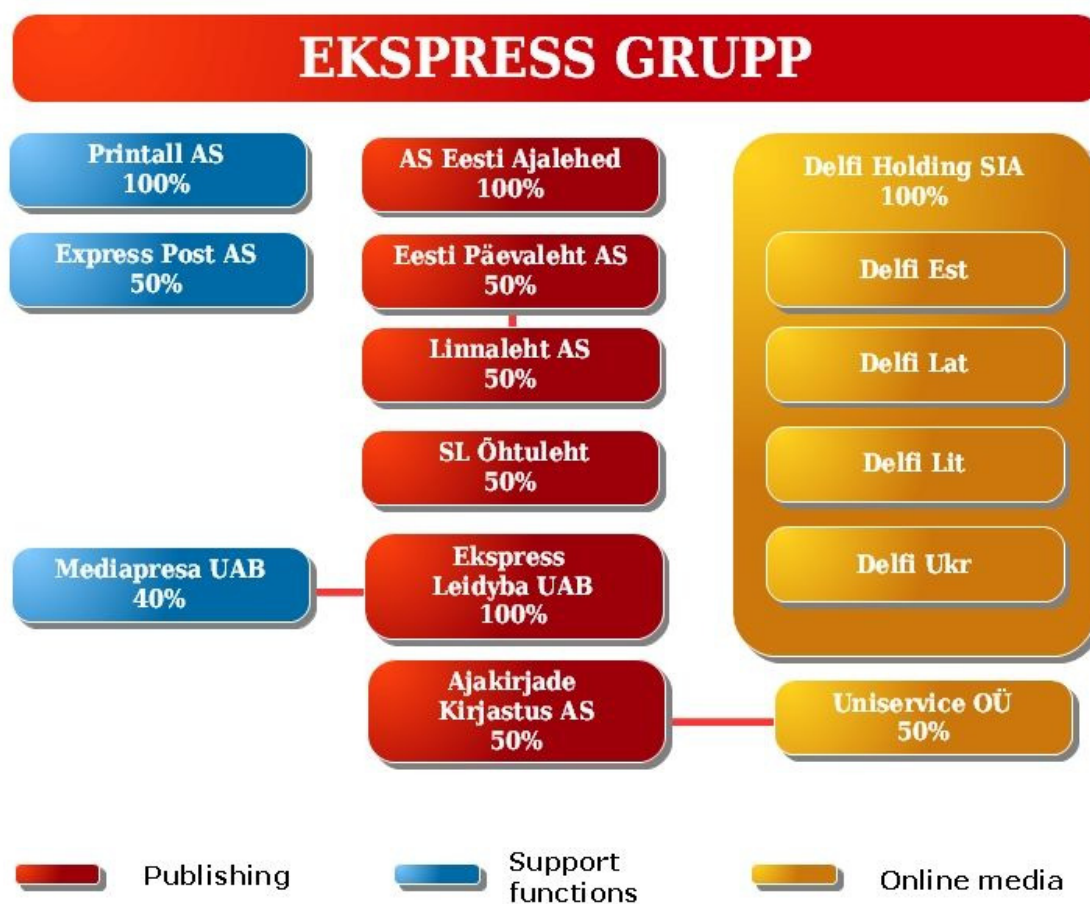 EKSPRESS GRUPP
Printall AS
100%
Express Post AS
50%
Mediapresa UAB
40%
AS Eesti Ajalehed
100%
Eesti Päevaleht AS
50%
Linnaleht AS
50%
SL Õhtuleht
50%
Ekspress
Leidyba UAB
100%
Ajakirjade
Kirjastus AS
50%
Delfi Holding SIA
100%
Delfi Est
Delfi Lat
Delfi Lit
Delfi Ukr
Uniservice OÜ
50%
Publishing
Support
functions
Online media